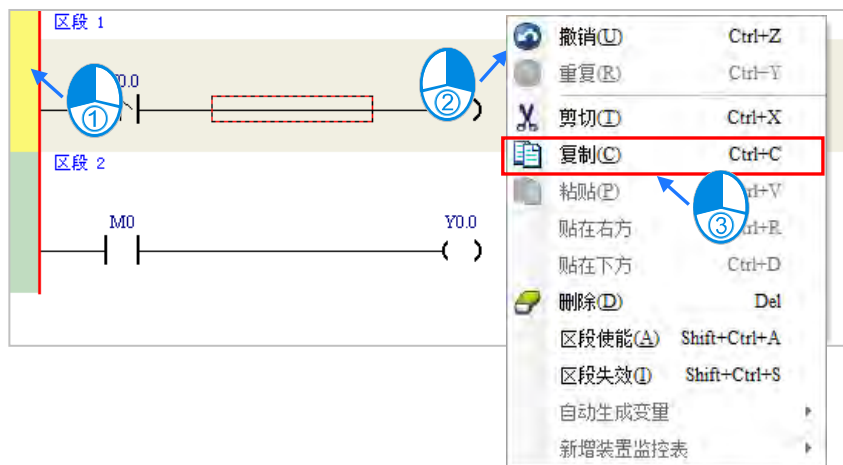 区段 1
0.0
①
②
区段 2
M0
Y0.0
撤销(U) Ctrl+Z
重复(R) Ctrl+Y
剪切(T) Ctrl+X
复制(C) Ctrl+C
粘贴(P) +V
③
贴在右方 +R
贴在下方 Ctrl+D
删除(D) Del
区段使能(A) Shift+Ctrl+A
区段失效(I) Shift+Ctrl+S
自动生成变量
新增装置监控表